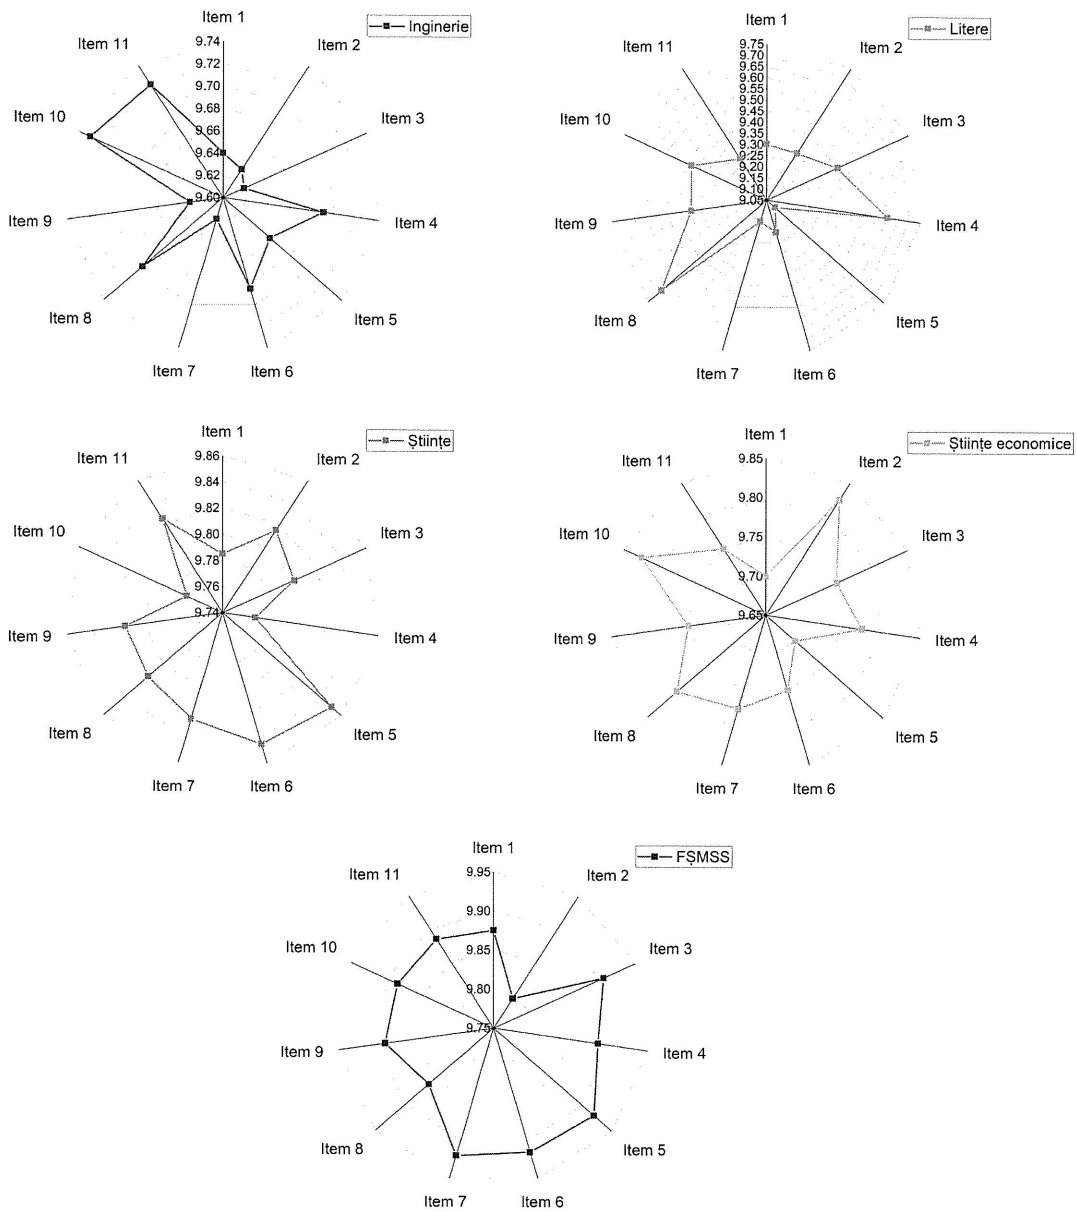 Item 1
Inginerie
Item 11
Item 2
9.74
9.70
9.68
9.66
9.64
9.60
Item 10
Item 3
Item 9
Item 4
Item 8
Item 5
Item 7
Item 6
Item 1
Litere
Item 11
Item 2
9.75
9.70
9.65
9.60
9.55
9.50
9.45
9.40
9.35
9.30
9.25
9.20
9.15
9.10
9.05
Item 10
Item 3
Item 9
Item 4
Item 8
Item 5
Item 7
Item 6
Item 1
Științe
Item 11
Item 2
9.86
9.84
9.82
9.80
9.78
9.76
9.74
Item 10
Item 3
Item 9
Item 4
Item 8
Item 5
Item 7
Item 6
Item 1
Științe economice
Item 11
Item 2
9.85
9.80
9.75
9.70
9.65
Item 10
Item 3
Item 9
Item 4
Item 8
Item 5
Item 7
Item 6
Item 1
FȘMSS
Item 11
Item 2
9.95
9.90
9.85
9.80
9.75
Item 10
Item 3
Item 9
Item 4
Item 8
Item 5
Item 7
Item 6